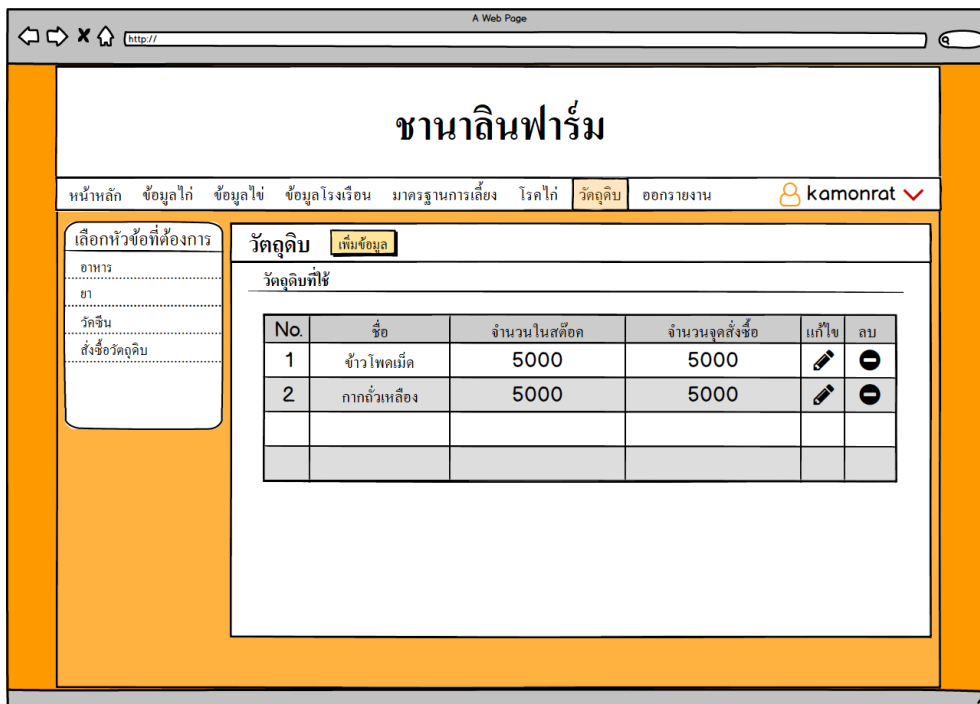 A Web Page
http://
ชานาลินฟาร์ม
หน้าหลัก ข้อมูลไก่ ข้อมูลไข่ ข้อมูลโรงเรือน มาตรฐานการเลี้ยง โรคไก่ วัตถุดิบ ออกรายงาน kamonrat
เลือกหัวข้อที่ต้องการ
อาหาร
ยา
วัคซีน
สั่งซื้อวัตถุดิบ
วัตถุดิบ เพิ่มข้อมูล
วัตถุดิบที่ใช้
No. ชื่อ จำนวนในสต๊อค จำนวนจุดสั่งซื้อ แก้ไข ลบ
1 ข้าวโพดเม็ด 5000 5000
2 กากถั่วเหลือง 5000 5000